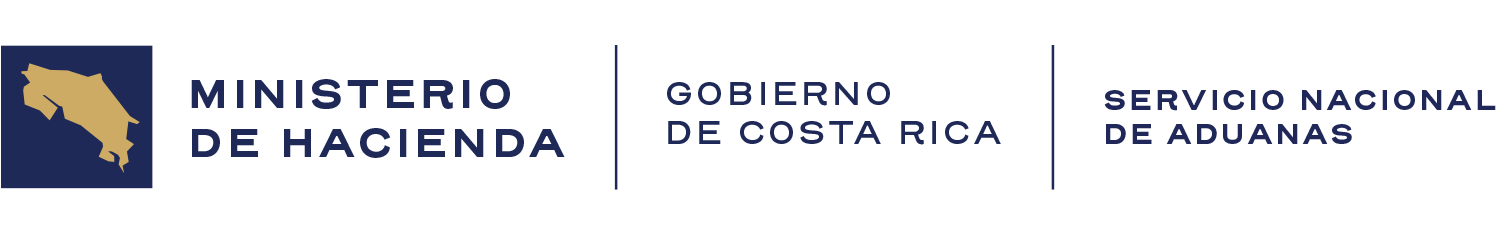 MINISTERIO
DE HACIENDA
GOBIERNO
DE COSTA RICA
SERVICIO NACIONAL
DE ADUANAS